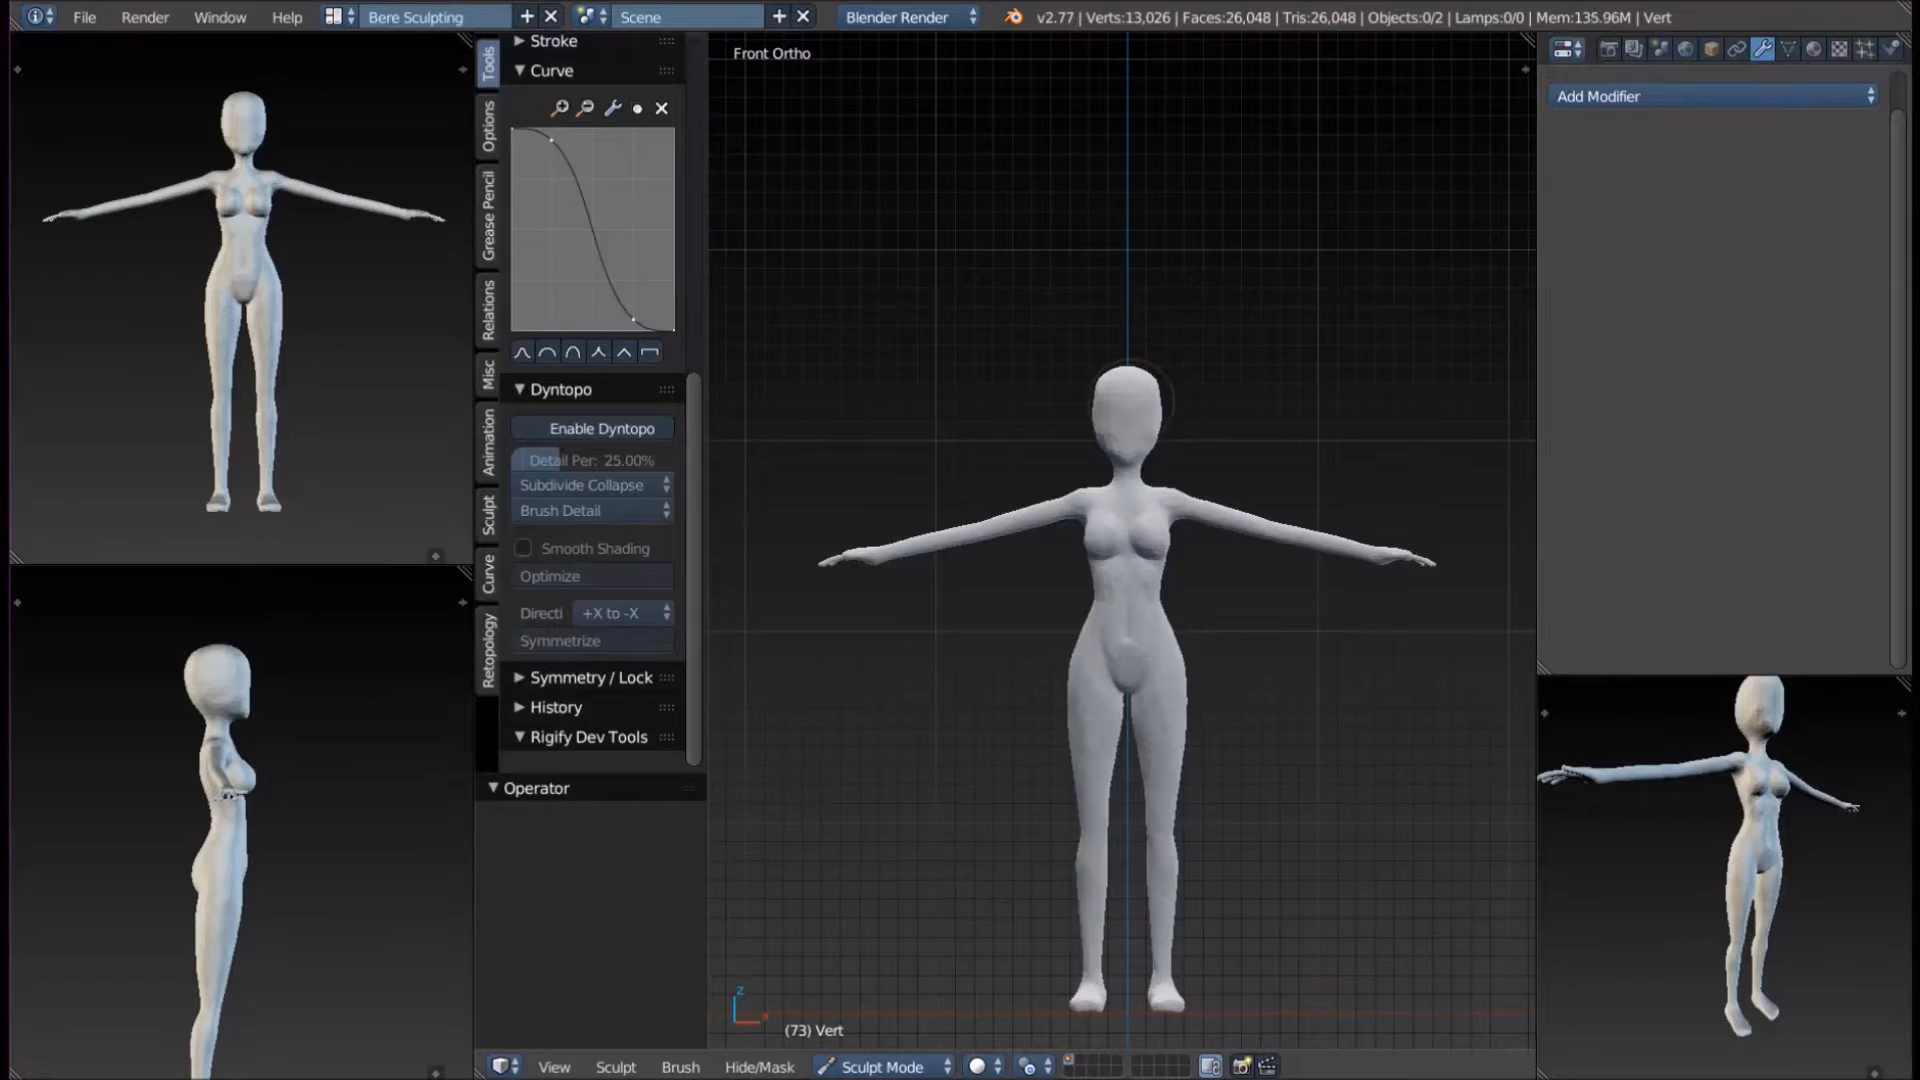 File Render Window Help Bere Sculpting Scene Blender Render v2.77 | Verts:13,026 | Faces:26,048 | Tris:26,048 | Objects:0/2 | Lamps:0/0 | Mem:135.96M | Vert
Tools
Options
Grease Pencil
Relations
Misc
Animation
Sculpt
Curve
Retopology
Stroke
Curve
Dyntopo
Enable Dyntopo
Detail Per: 25.00%
Subdivide Collapse
Brush Detail
Smooth Shading
Optimize
Directi +X to -X
Symmetrize
Symmetry / Lock
History
Rigify Dev Tools
Operator
Front Ortho
z
x
(73) Vert
View Sculpt Brush Hide/Mask Sculpt Mode
Add Modifier